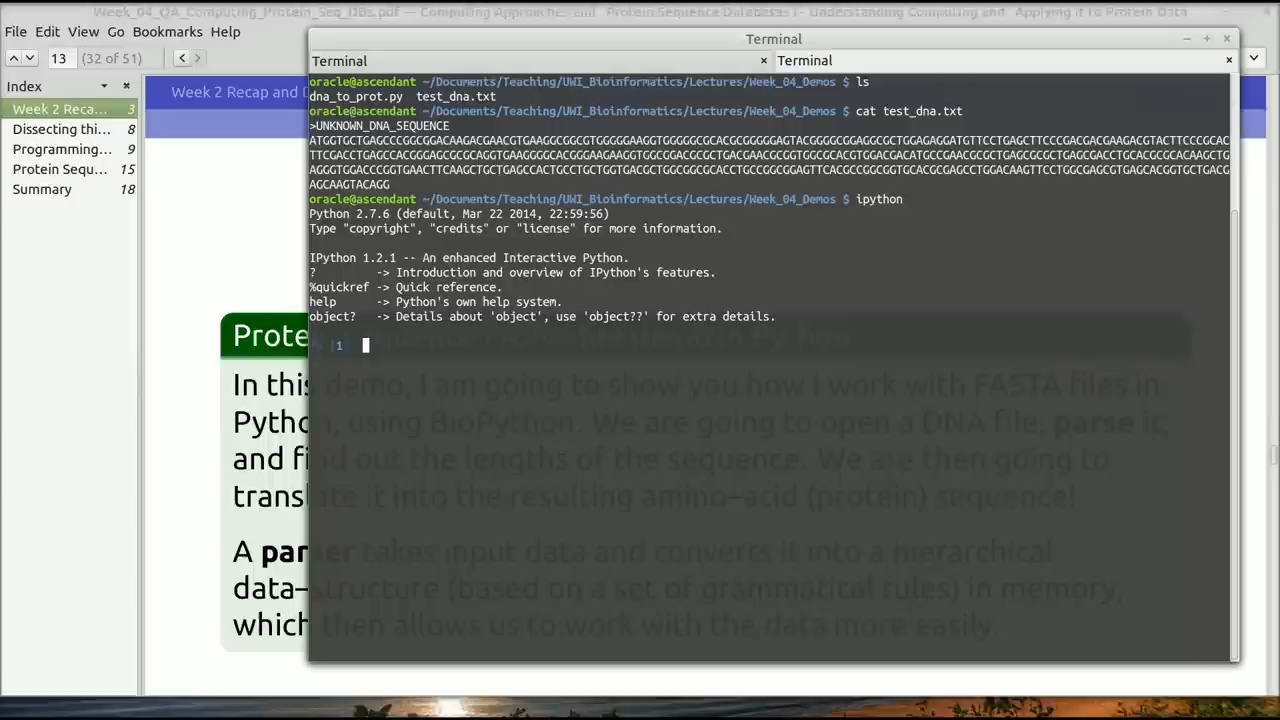 Week_04_QA_Computing_Protein_Seq_DBs.pdf — Computing Approaches and Protein Sequence Databases I - Understanding Computing and Applying it to Protein Data
File Edit View Go Bookmarks Help
Terminal
13 (32 of 51)
Terminal
Terminal
Index
Week 2 Reca... 3
Dissecting thi... 8
Programming... 9
Protein Sequ... 15
Summary 18
Week 2 Recap and
oracle@ascendant ~/Documents/Teaching/UWI_Bioinformatics/Lectures/Week_04_Demos $ ls
dna_to_prot.py test_dna.txt
oracle@ascendant ~/Documents/Teaching/UWI_Bioinformatics/Lectures/Week_04_Demos $ cat test_dna.txt
>UNKNOWN_DNA_SEQUENCE
AGCAAGTACAGG
oracle@ascendant ~/Documents/Teaching/UWI_Bioinformatics/Lectures/Week_04_Demos $ ipython
Python 2.7.6 (default, Mar 22 2014, 22:59:56)
Type "copyright", "credits" or "license" for more information.
IPython 1.2.1 -- An enhanced Interactive Python.
? -> Introduction and overview of IPython's features.
%quickref -> Quick reference.
help -> Python's own help system.
object? -> Details about 'object', use 'object??' for extra details.
1
In this demo, I am going to show you how I work with FASTA files in
Python, using BioPython. We are going to open a DNA file, parse it,
and find out the lengths of the sequence. We are then going to
translate it into the resulting amino–acid (protein) sequence!
A parser takes input data and converts it into a hierarchical
data–structure (based on a set of grammatical rules) in memory,
which then allows us to work with the data more easily.